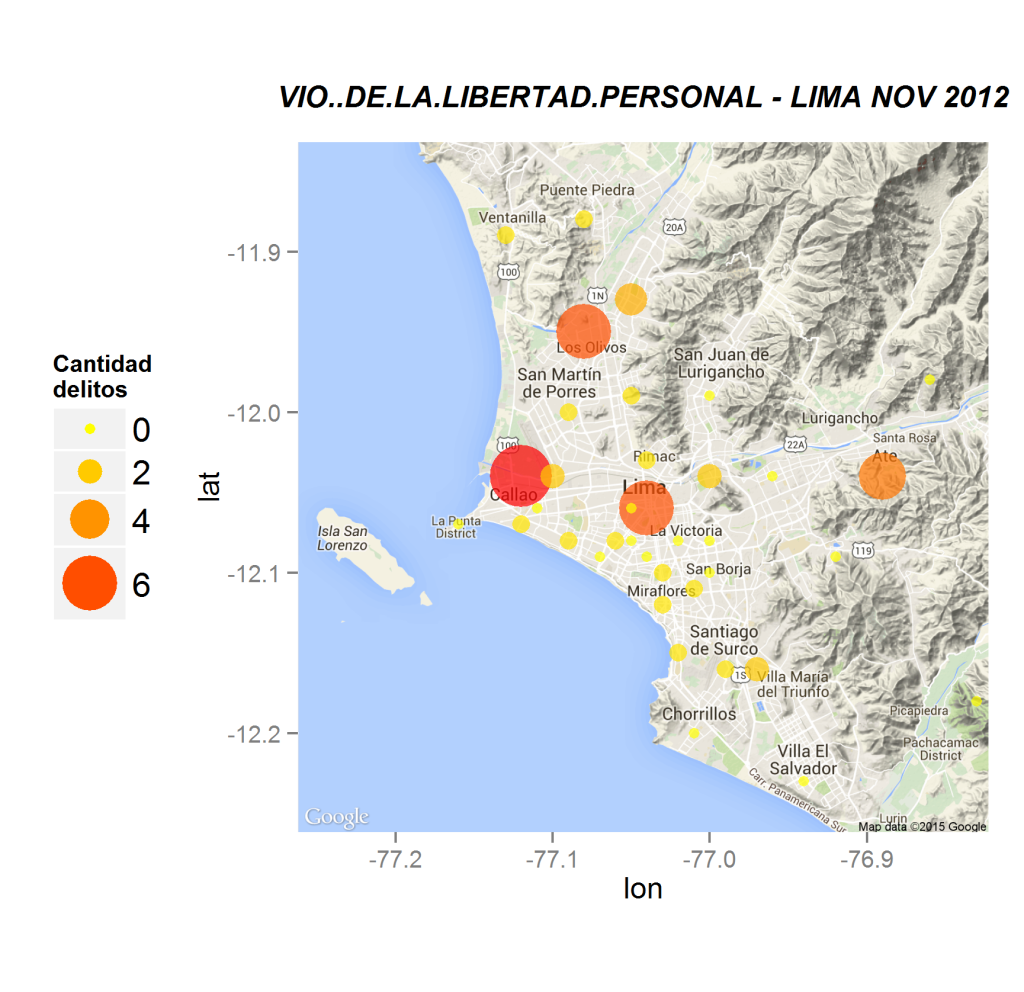 VIO..DE.LA.LIBERTAD.PERSONAL - LIMA NOV 2012
Cantidad
delitos
0
2
4
6
lat
-11.9
-12.0
-12.1
-12.2
Puente Piedra
Ventanilla
20A
100
1N
Los Olivos
San Juan de
Lurigancho
San Martín
de Porres
Lurigancho
Santa Rosa
100
22A
Rimac
Ate
Lima
Callao
La Punta
District
La Victoria
Isla San
Lorenzo
119
San Borja
Miraflores
Santiago
de Surco
1S
Villa María
del Triunfo
Chorrillos
Picapiedra
Pachacamac
District
Villa El
Salvador
Carr. Panamericana Sur
Lurin
Google
Map data ©2015 Google
-77.2
-77.1
-77.0
-76.9
lon